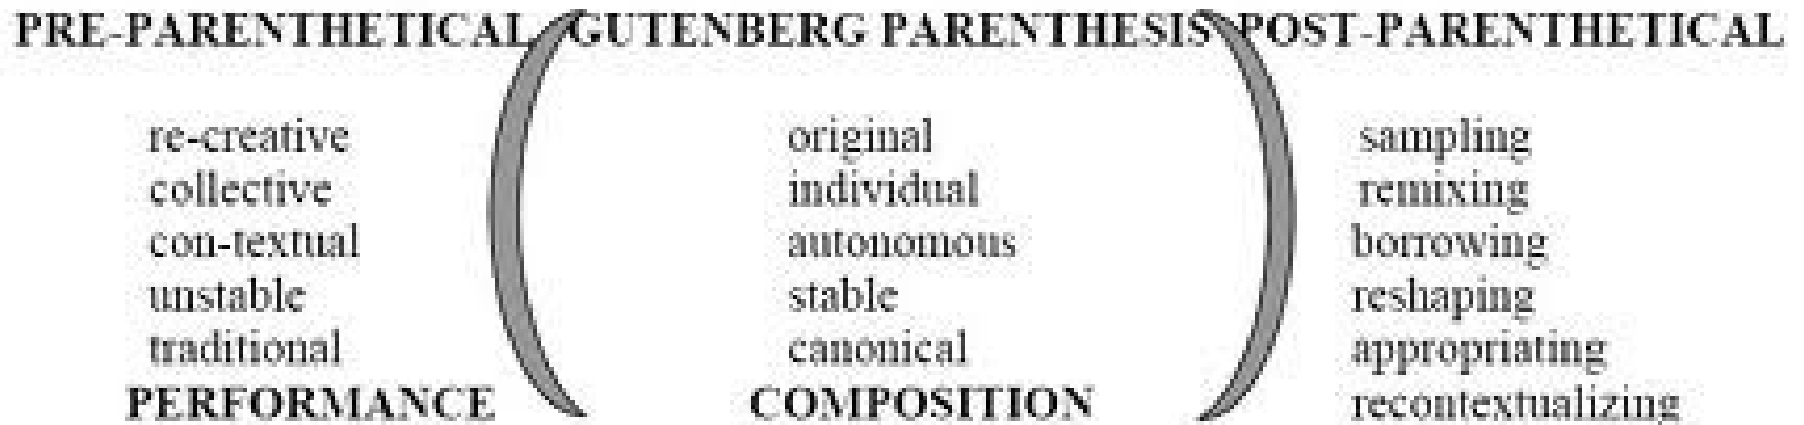 PRE-PARENTHETICAL GUTENBERG PARENTHESIS POST-PARENTHETICAL
re-creative original sampling
collective individual remixing
con-textual autonomous borrowing
unstable stable reshaping
traditional canonical appropriating
PERFORMANCE COMPOSITION recontextualizing